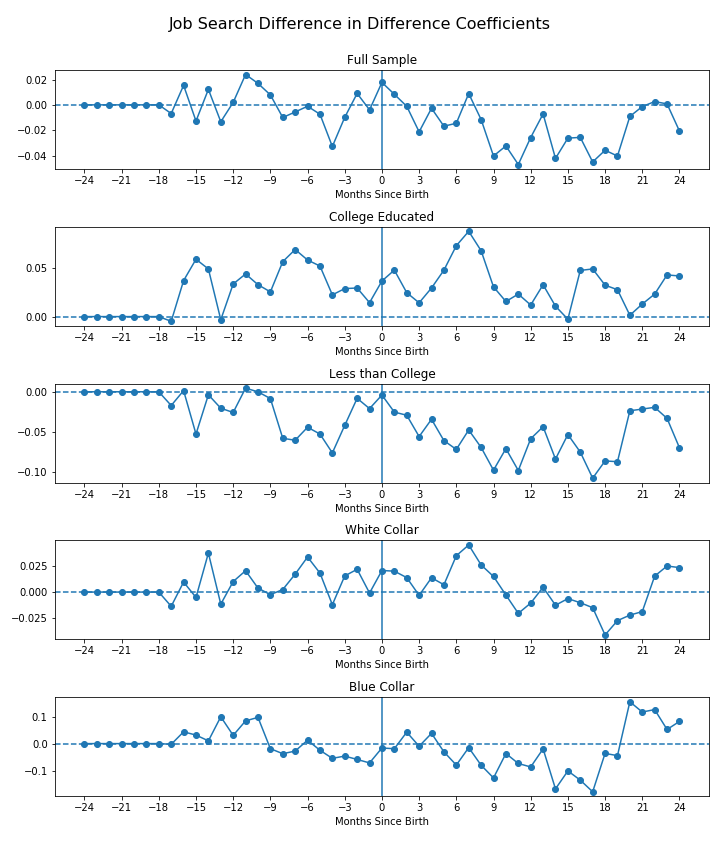 Job Search Difference in Difference Coefficients
Full Sample
0.02
0.00
−0.02
−0.04
−24 −21 −18 −15 −12 −9 −6 −3 0 3 6 9 12 15 18 21 24
Months Since Birth
College Educated
0.05
0.00
−24 −21 −18 −15 −12 −9 −6 −3 0 3 6 9 12 15 18 21 24
Months Since Birth
Less than College
0.00
−0.05
−0.10
−24 −21 −18 −15 −12 −9 −6 −3 0 3 6 9 12 15 18 21 24
Months Since Birth
White Collar
0.025
0.000
−0.025
−24 −21 −18 −15 −12 −9 −6 −3 0 3 6 9 12 15 18 21 24
Months Since Birth
Blue Collar
0.1
0.0
−0.1
−24 −21 −18 −15 −12 −9 −6 −3 0 3 6 9 12 15 18 21 24
Months Since Birth